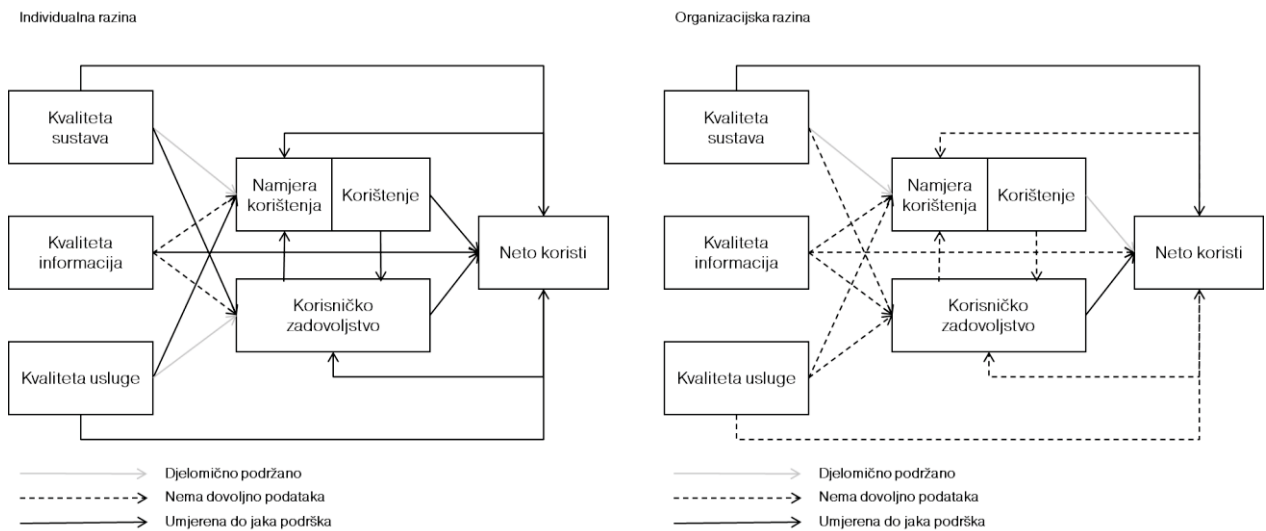 Individualna razina
Kvaliteta
sustava
Namjera
korištenja
Korištenje
Kvaliteta
informacija
Neto koristi
Korisničko
zadovoljstvo
Kvaliteta usluge
Djelomično podržano
Nema dovoljno podataka
Umjerena do jaka podrška
Organizacijska razina
Kvaliteta
sustava
Namjera
korištenja
Korištenje
Kvaliteta
informacija
Neto koristi
Korisničko
zadovoljstvo
Kvaliteta usluge
Djelomično podržano
Nema dovoljno podataka
Umjerena do jaka podrška